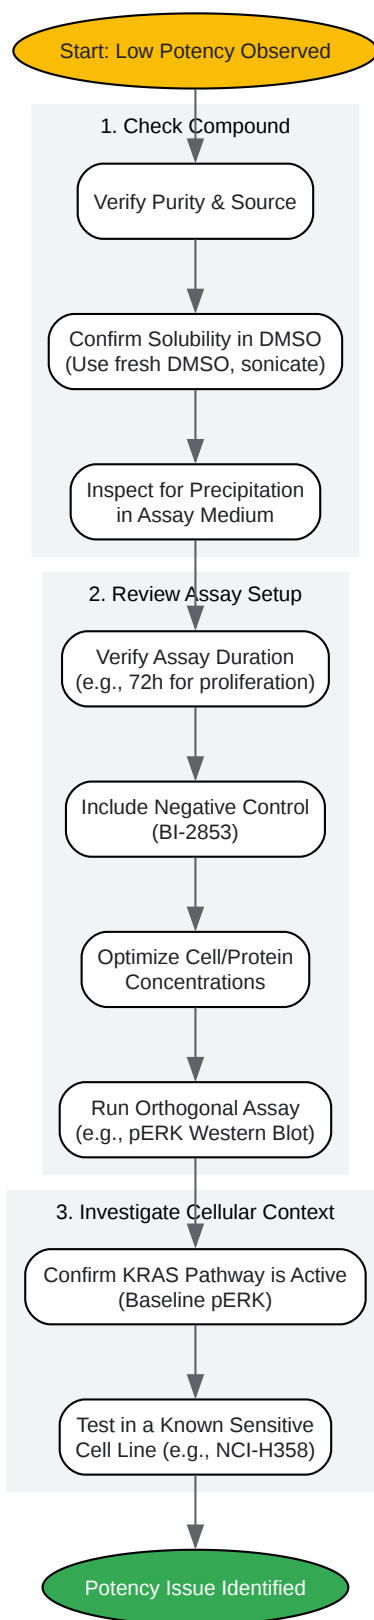 Start: Low Potency Observed
1. Check Compound
Verify Purity & Source
Confirm Solubility in DMSO
(Use fresh DMSO, sonicate)
Inspect for Precipitation
in Assay Medium
2. Review Assay Setup
Verify Assay Duration
(e.g., 72h for proliferation)
Include Negative Control
(BI-2853)
Optimize Cell/Protein
Concentrations
Run Orthogonal Assay
(e.g., pERK Western Blot)
3. Investigate Cellular Context
Confirm KRAS Pathway is Active
(Baseline pERK)
Test in a Known Sensitive
Cell Line (e.g., NCI-H358)
Potency Issue Identified